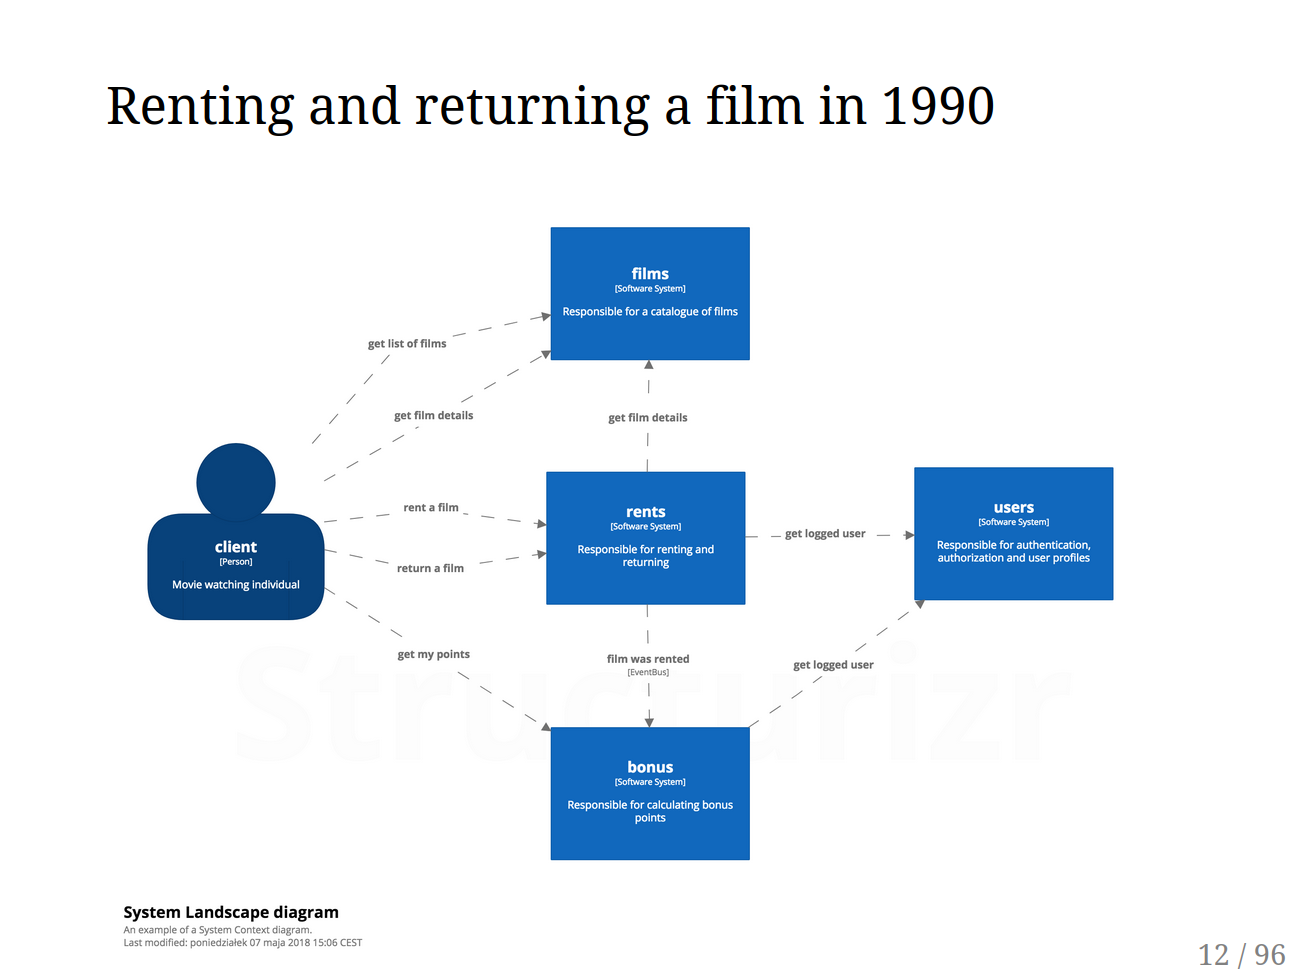 Renting and returning a film in 1990
films
[Software System]
Responsible for a catalogue of films
get list of films
get film details
get film details
client
[Person]
Movie watching individual
rent a film
return a film
get my points
rents
[Software System]
Responsible for renting and
returning
get logged user
users
[Software System]
Responsible for authentication,
authorization and user profiles
film was rented
[EventBus]
get logged user
Structurizr
bonus
[Software System]
Responsible for calculating bonus
points
System Landscape diagram
An example of a System Context diagram.
Last modified: poniedziałek 07 maja 2018 15:06 CEST
12 / 96